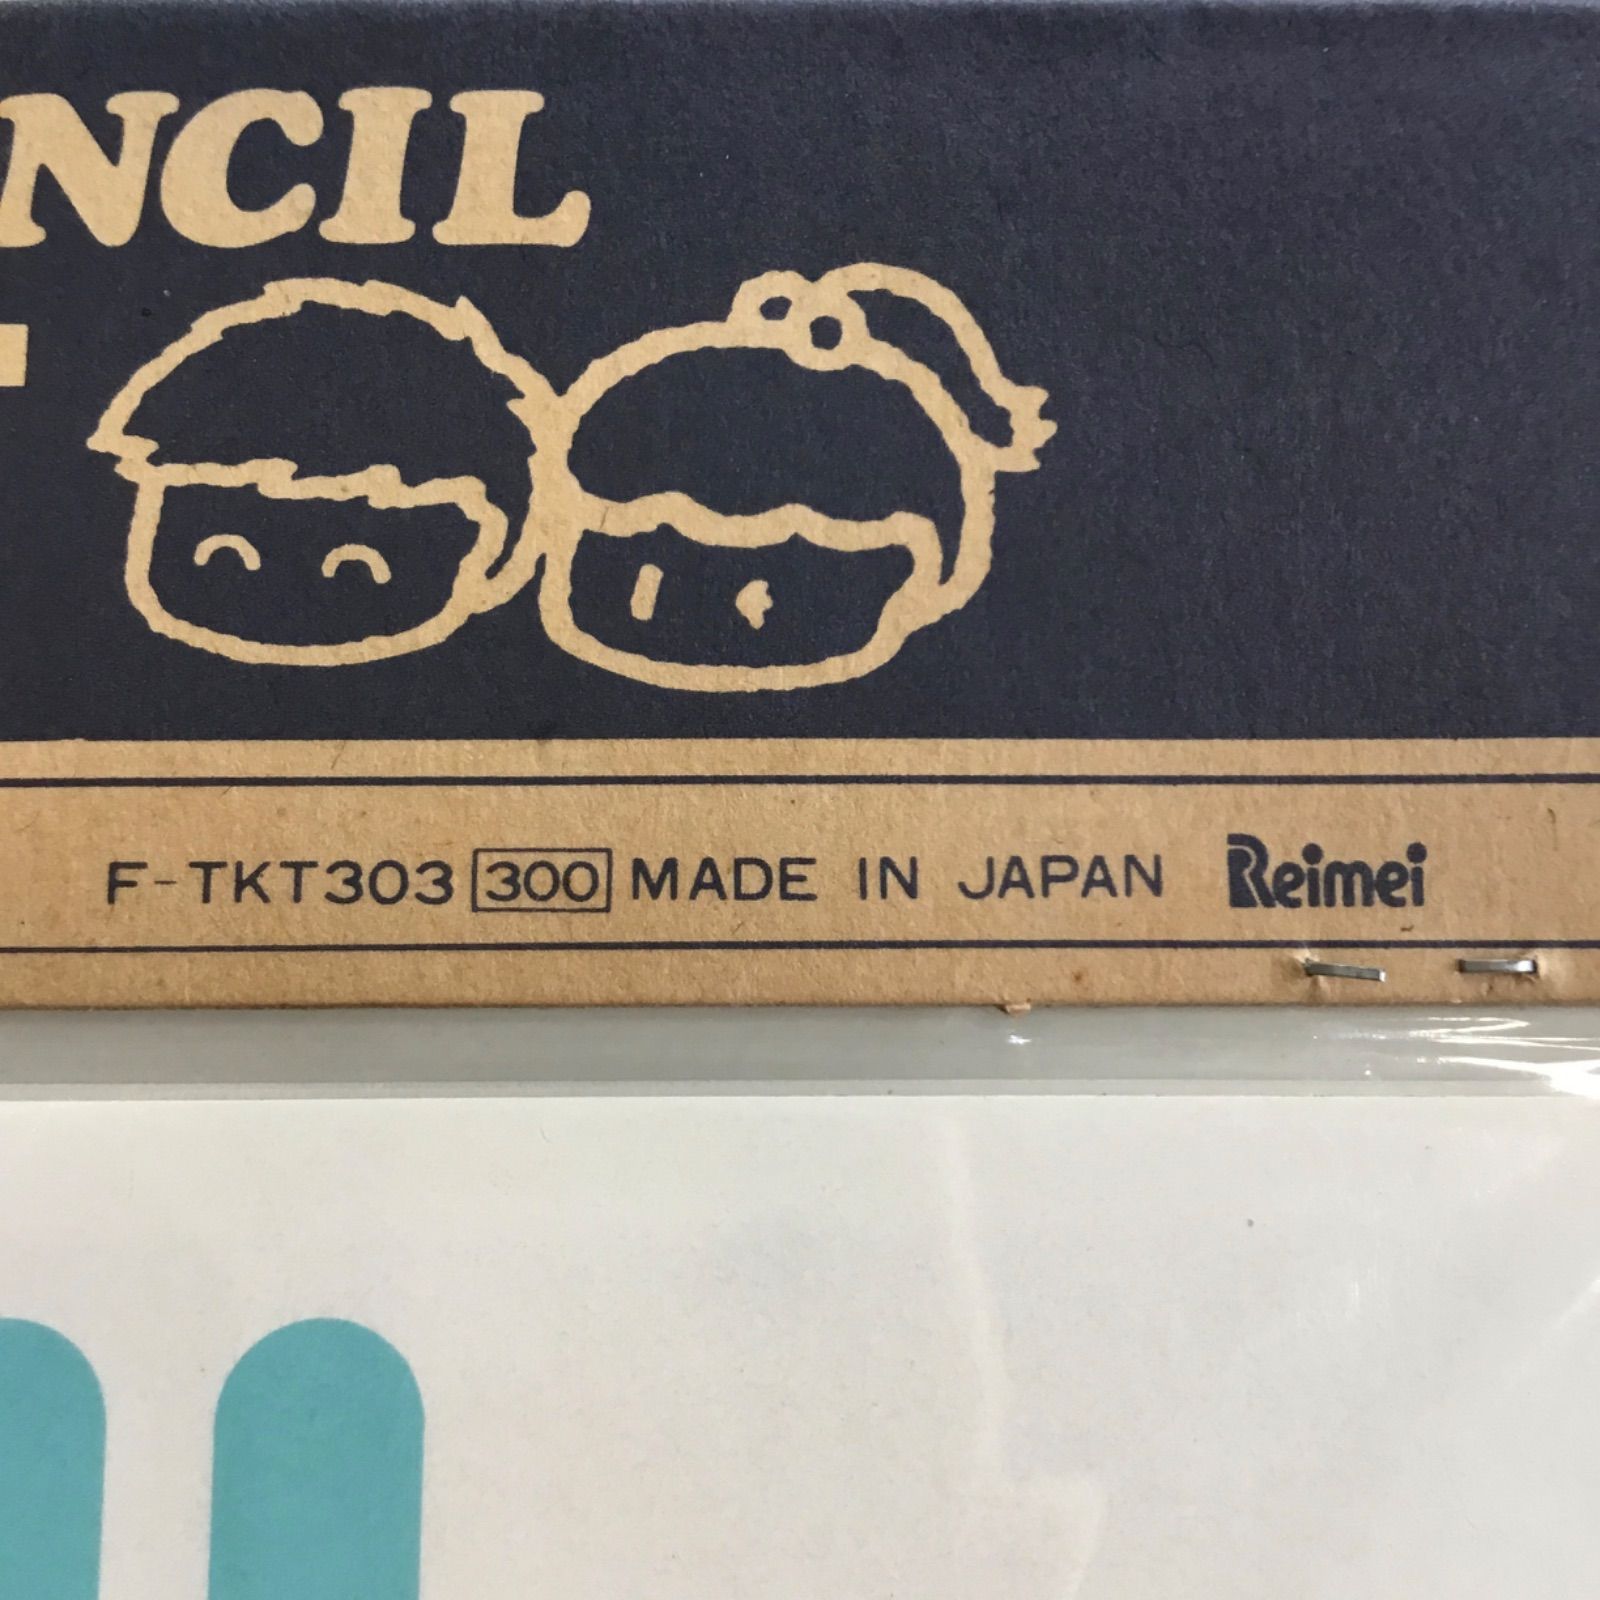 NCIL
F-TKT303 300 MADE IN JAPAN Reimei